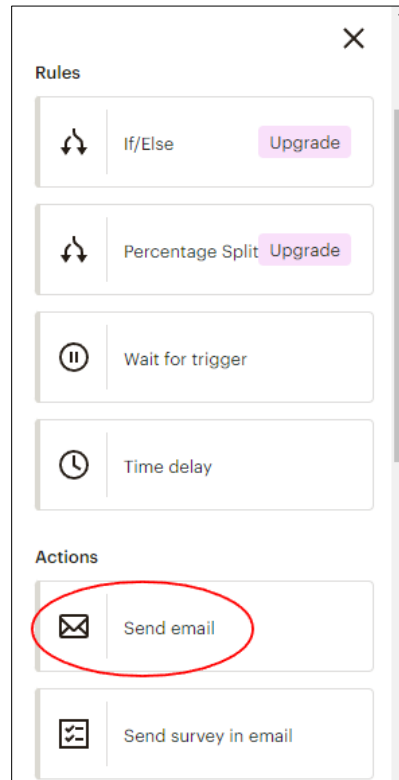 Rules
If/Else Upgrade
Percentage Split Upgrade
Wait for trigger
Time delay
Actions
Send email
Send survey in email